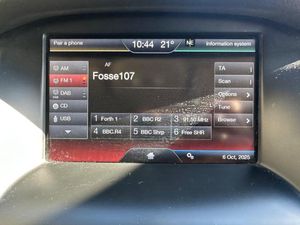 Pair a phone
10:44 21°
NE
Information system
AM
FM 1
DAB
CD
USB
AF
Fosse107
TA
Scan
Options
Tune
Browse
1 Forth 1
2 BBC R2
3 91.50 MHz
4 BBC.R4
5 BBC Shrp
6 Free SHR
6 Oct, 2025